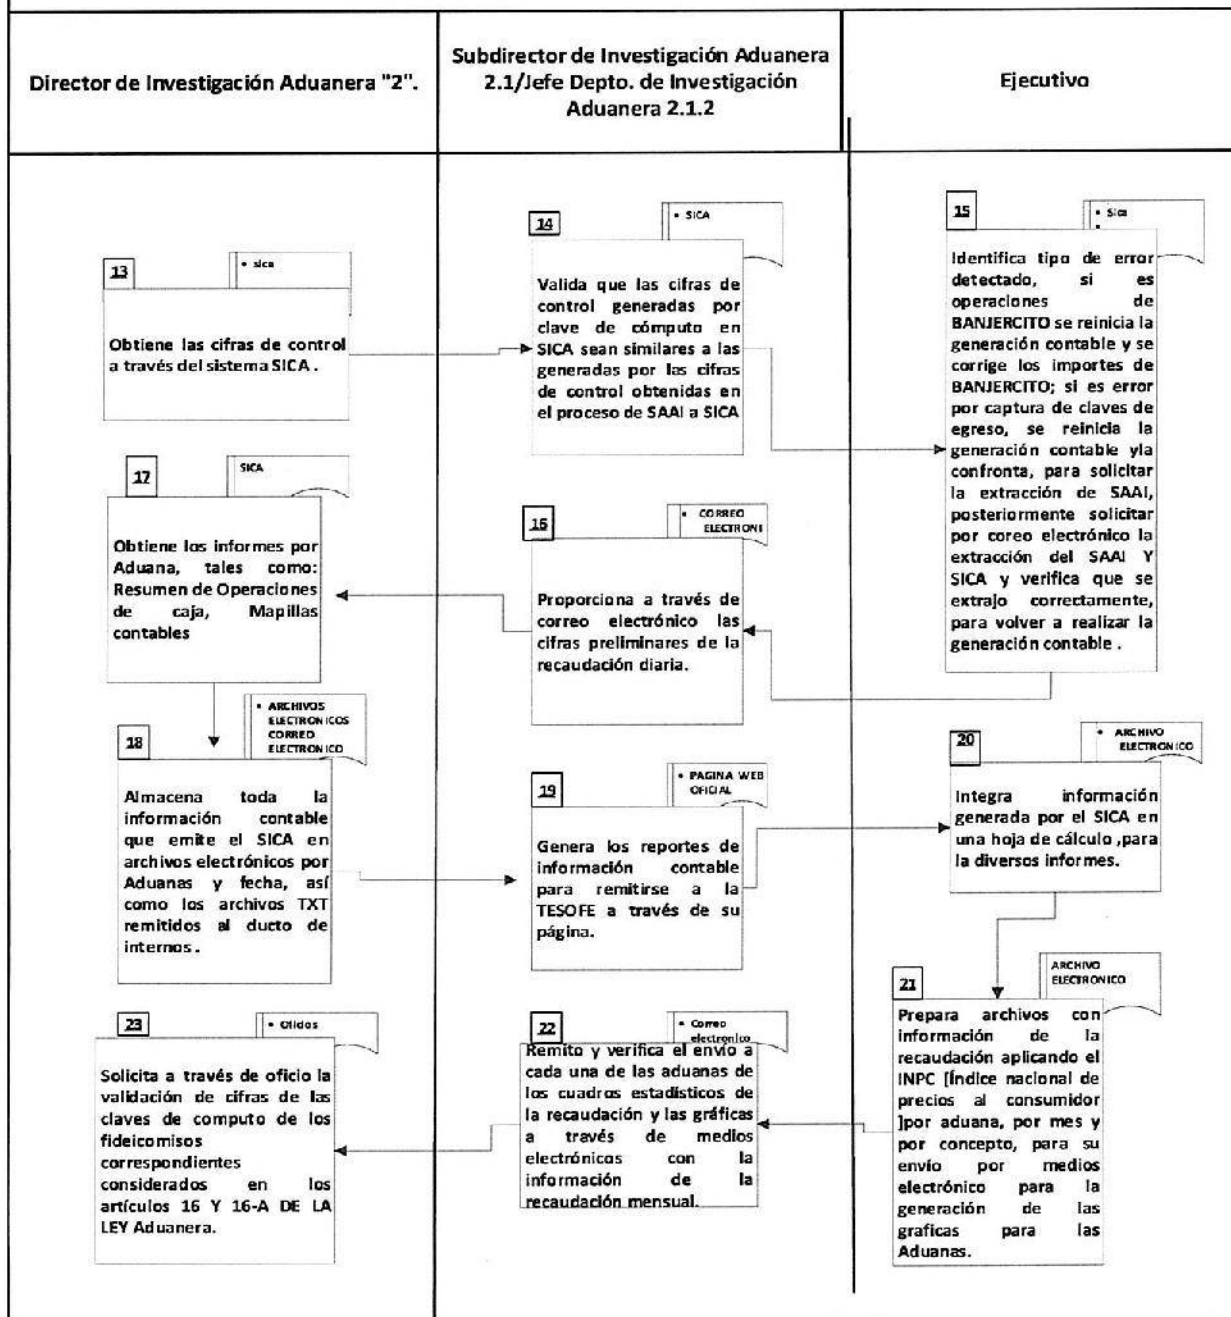 Director de Investigación Aduanera "2".
Subdirector de Investigación Aduanera
2.1/Jefe Depto. de Investigación
Aduanera 2.1.2
Ejecutivo
13
• sica
Obtiene las cifras de control
a través del sistema SICA .
14
• SICA
Valida que las cifras de
control generadas por
clave de cómputo en
SICA sean similares a las
generadas por las cifras
de control obtenidas en
el proceso de SAAI a SICA
15
• Sica
•
Identifica tipo de error
detectado, si es
operaciones de
BANJERCITO se reinicia la
generación contable y se
corrige los importes de
BANJERCITO; si es error
por captura de claves de
egreso, se reinicia la
generación contable yla
confronta, para solicitar
la extracción de SAAI,
posteriormente solicitar
por coreo electrónico la
extracción del SAAI Y
SICA y verifica que se
extrajo correctamente,
para volver a realizar la
generación contable .
16
• CORREO
ELECTRONI
Proporciona a través de
correo electrónico las
cifras preliminares de la
recaudación diaria.
17
SICA
Obtiene los informes por
Aduana, tales como:
Resumen de Operaciones
de caja, Mapillas
contables
18
• ARCHIVOS
ELECTRONICOS
CORREO
ELECTRONICO
Almacena toda la
información contable
que emite el SICA en
archivos electrónicos por
Aduanas y fecha, así
como los archivos TXT
remitidos al ducto de
internos .
19
• PAGINA WEB
OFICIAL
Genera los reportes de
información contable
para remitirse a la
TESOFE a través de su
página.
20
• ARCHIVO
ELECTRONICO
Integra información
generada por el SICA en
una hoja de cálculo ,para
la diversos informes.
21
ARCHIVO
ELECTRONICO
Prepara archivos con
información de la
recaudación aplicando el
INPC [Índice nacional de
precios al consumidor
]por aduana, por mes y
por concepto, para su
envío por medios
electrónico para la
generación de las
graficas para las
Aduanas.
22
• Correo
electronico
Remito y verifica el envío a
cada una de las aduanas de
los cuadros estadísticos de
la recaudación y las gráficas
a través de medios
electrónicos con la
información de la
recaudación mensual.
23
• Oficios
Solicita a través de oficio la
validación de cifras de las
claves de computo de los
fideicomisos
correspondientes
considerados en los
artículos 16 Y 16-A DE LA
LEY Aduanera.